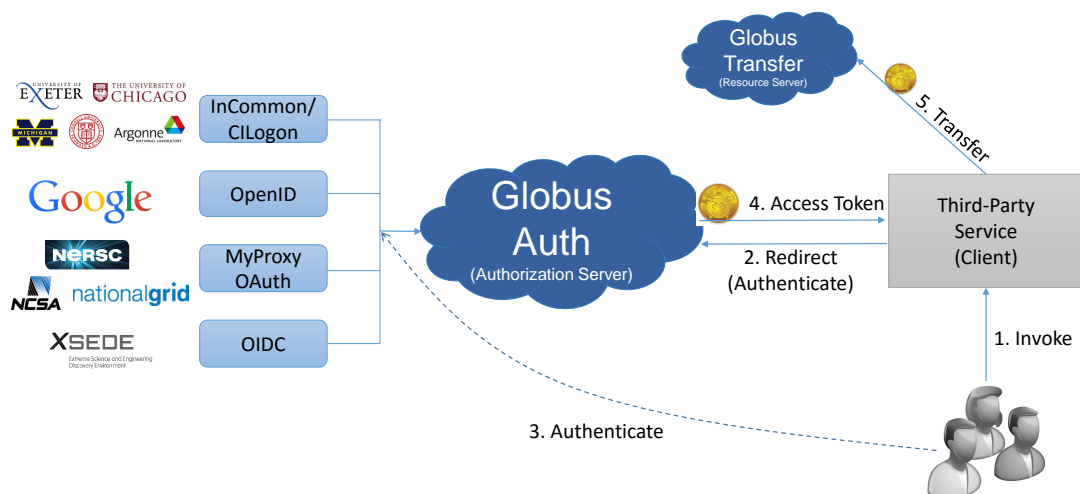 UNIVERSITY OF
EXETER
THE UNIVERSITY OF
CHICAGO
MICHIGAN
Argonne
NATIONAL LABORATORY
InCommon/
CILogon
Google
OpenID
NERSC
NCSA
nationalgrid
MyProxy
OAuth
XSEDE
Extreme Science and Engineering
Discovery Environment
OIDC
Globus
Auth
(Authorization Server)
Globus
Transfer
(Resource Server)
5. Transfer
4. Access Token
2. Redirect
(Authenticate)
Third-Party
Service
(Client)
1. Invoke
3. Authenticate